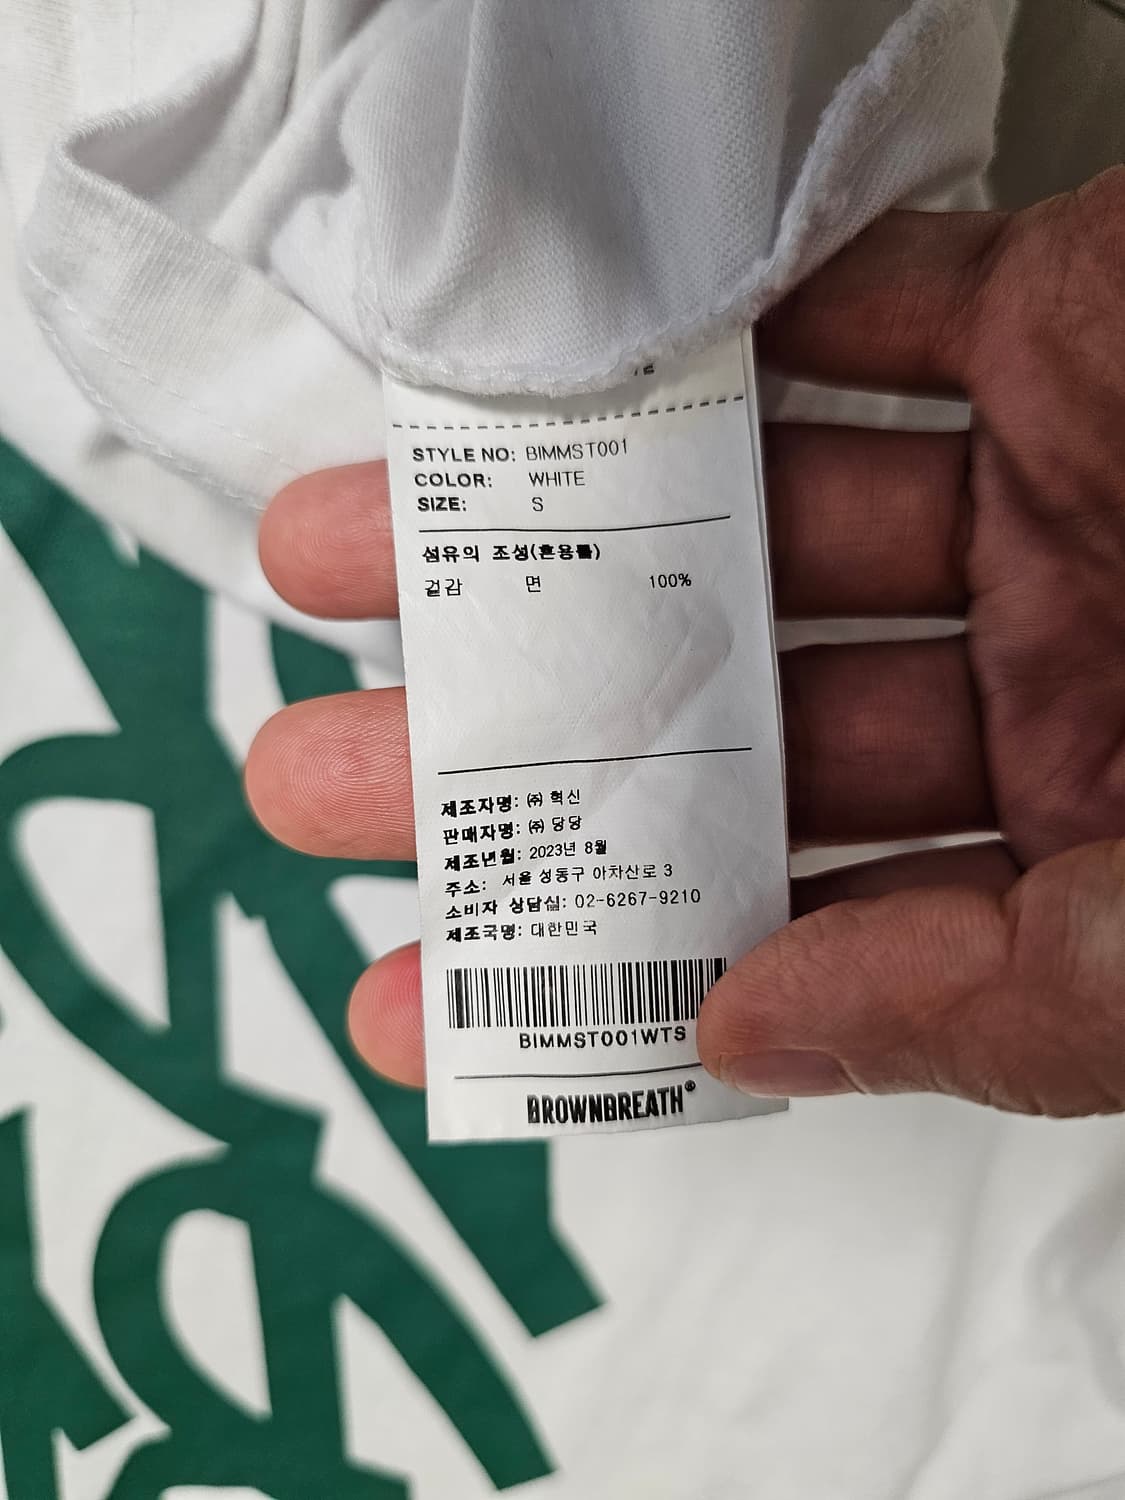 STYLE NO: BIMMST001
COLOR: WHITE
SIZE: S
섬유의 조성(혼용률)
겉감 면 100%
제조자명: ㈜ 혁신
판매자명: ㈜ 당당
제조년월: 2023년 8월
주소: 서울 성동구 아차산로 3
소비자 상담실: 02-6267-9210
제조국명: 대한민국
BIMMST001WTS
BROWNBREATH®